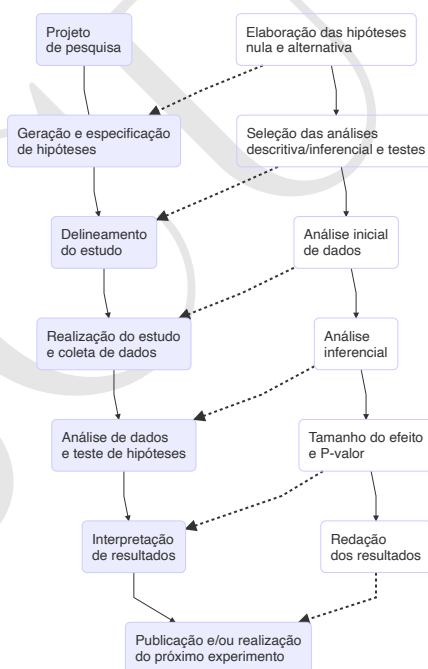 Projeto
de pesquisa
Elaboração das hipóteses
nula e alternativa
Geração e especificação
de hipóteses
Seleção das análises
descritiva/inferencial e testes
Delineamento
do estudo
Análise inicial
de dados
Realização do estudo
e coleta de dados
Análise
inferencial
Análise de dados
e teste de hipóteses
Tamanho do efeito
e P-valor
Interpretação
de resultados
Redação
dos resultados
Publicação e/ou realização
do próximo experimento